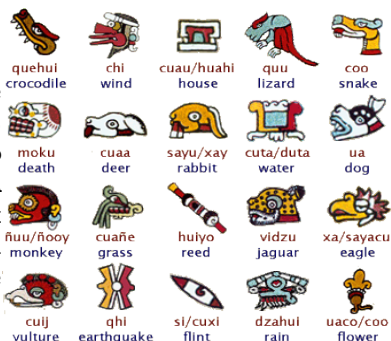 quehui chi cuau/huahi quu coo
crocodile wind house lizard snake
moku cuaa sayu/xay cuta/duta ua
death deer rabbit water dog
ñuu/ñooy cuañe huiyo vidzu xa/sayacu
monkey grass reed jaguar eagle
cuij qhi si/cuxi dzahui uaco/coo
vulture earthquake flint rain flower